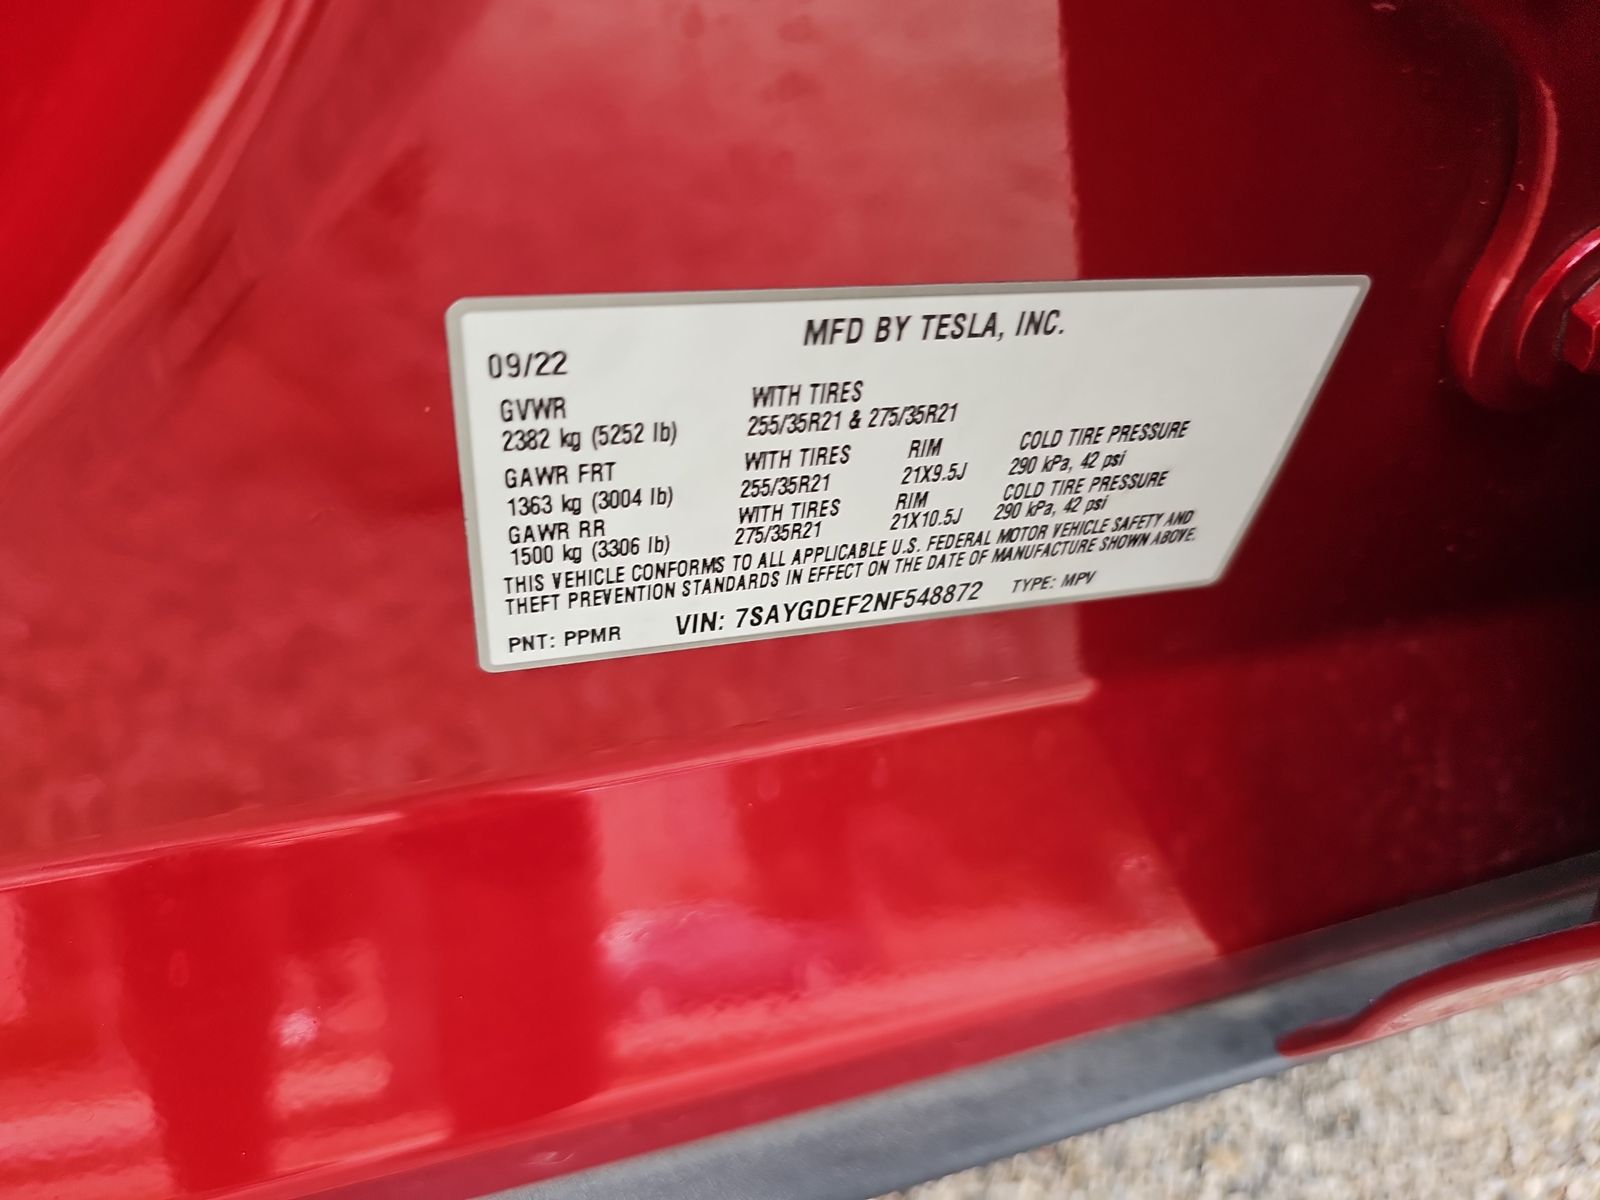 MFD BY TESLA, INC.
09/22
GVWR
2382 kg (5252 lb)
WITH TIRES
255/35R21 & 275/35R21
GAWR FRT
1363 kg (3004 lb)
WITH TIRES
255/35R21
RIM
21X9.5J
COLD TIRE PRESSURE
290 kPa, 42 psi
GAWR RR
1500 kg (3306 lb)
WITH TIRES
275/35R21
RIM
21X10.5J
COLD TIRE PRESSURE
290 kPa, 42 psi
THIS VEHICLE CONFORMS TO ALL APPLICABLE U.S. FEDERAL MOTOR VEHICLE SAFETY AND
THEFT PREVENTION STANDARDS IN EFFECT ON THE DATE OF MANUFACTURE SHOWN ABOVE.
PNT: PPMR VIN: 7SAYGDEF2NF548872 TYPE: MPV